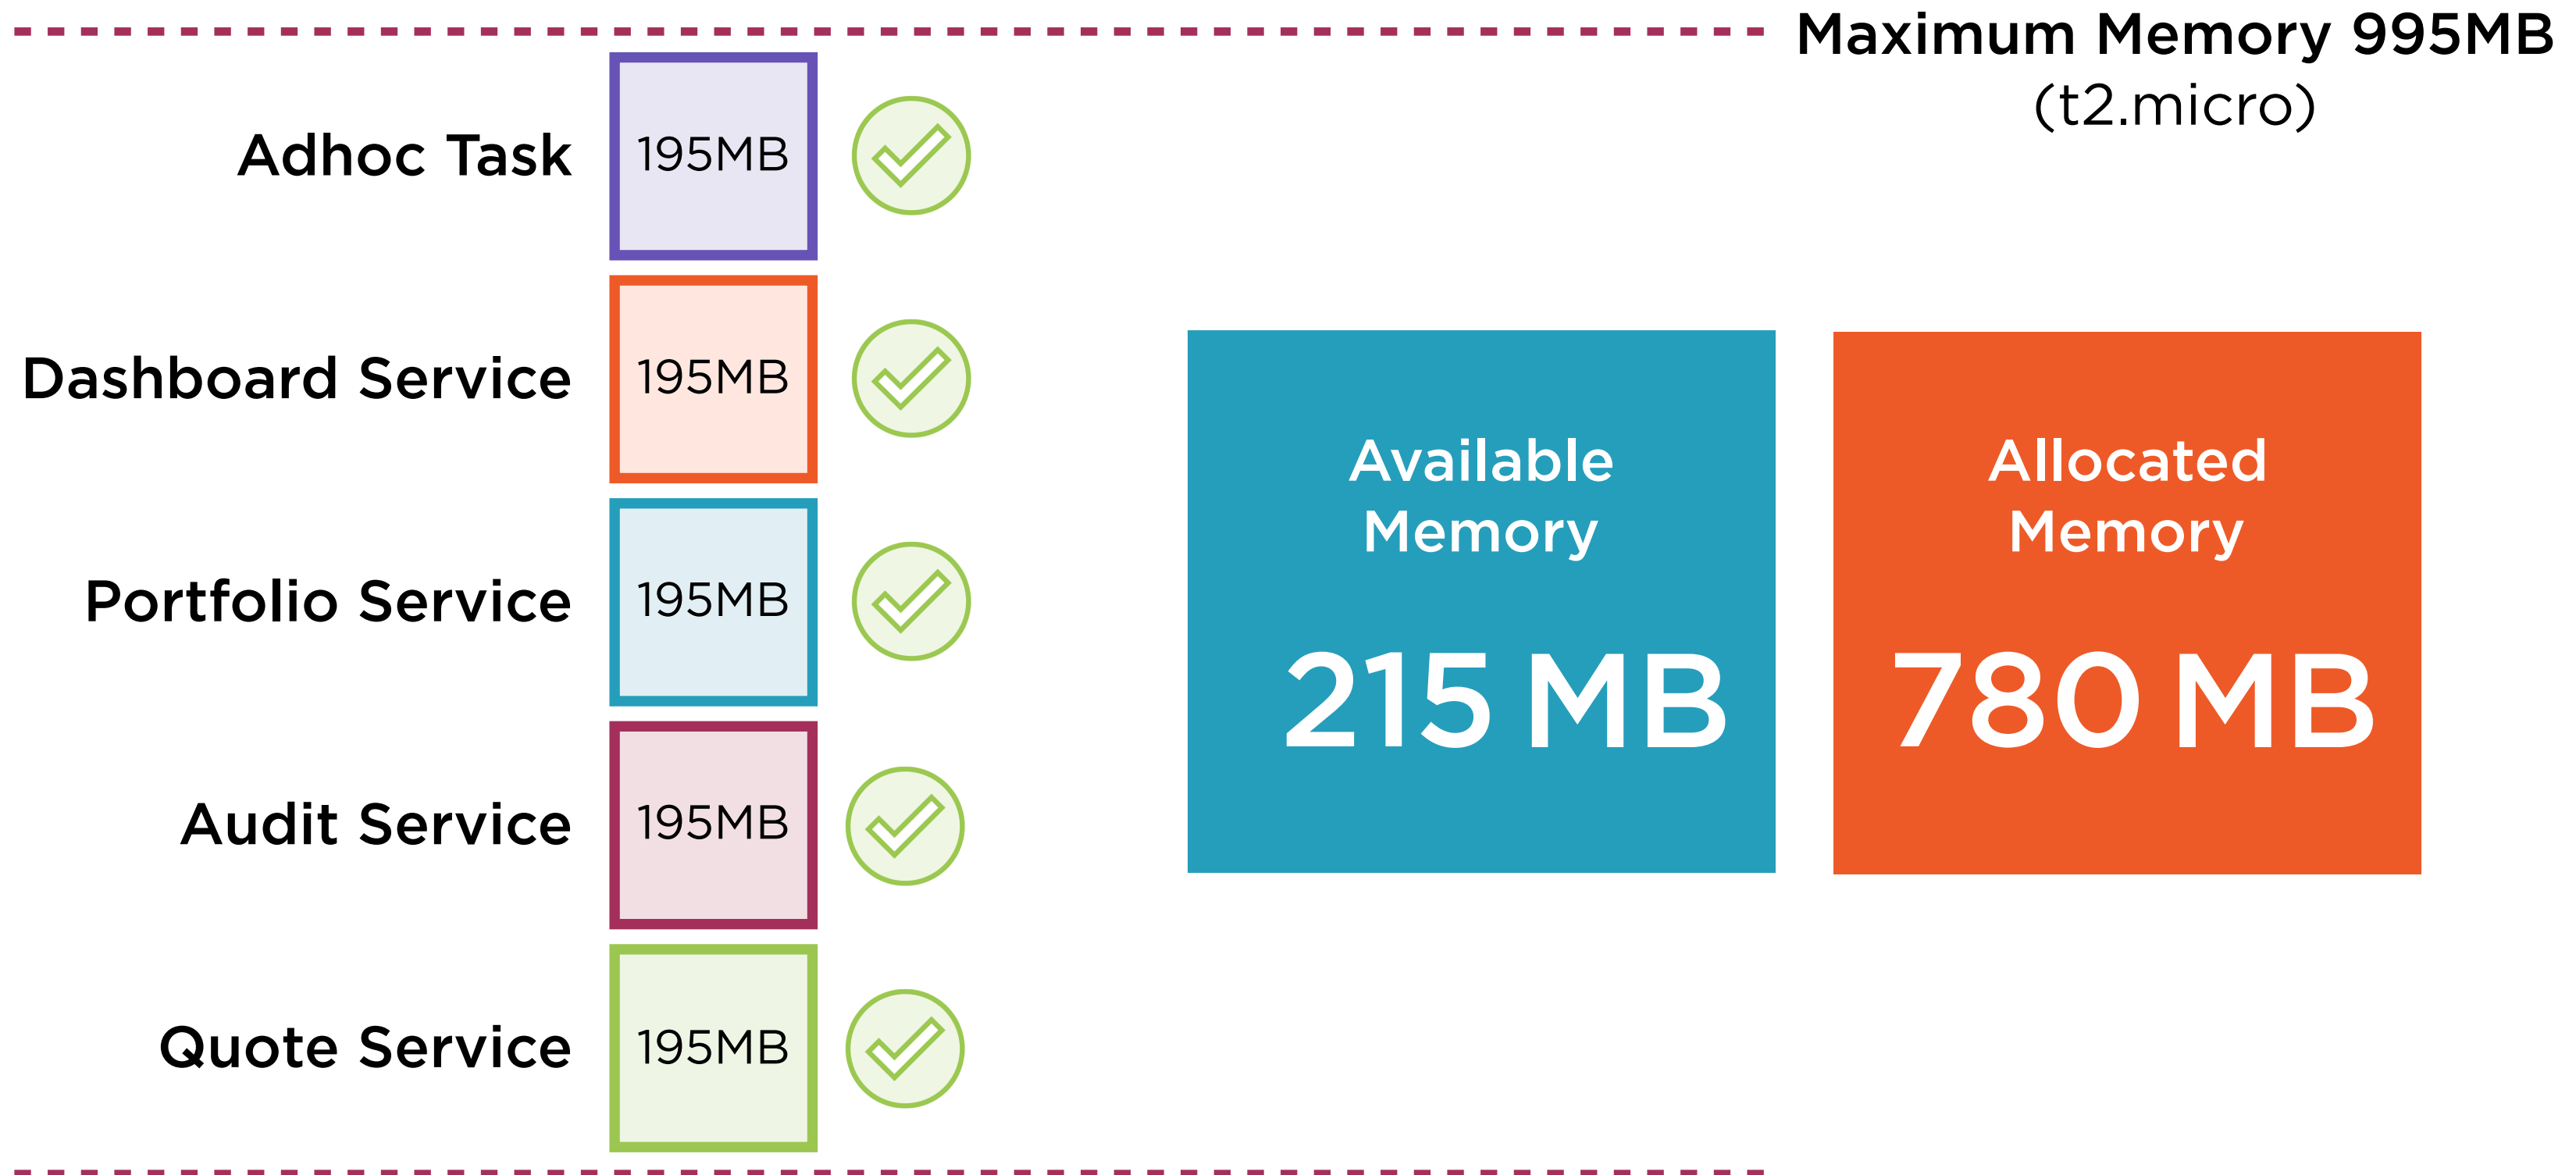 Maximum Memory 995MB
(t2.micro)
Adhoc Task 195MB
Dashboard Service 195MB
Portfolio Service 195MB
Audit Service 195MB
Quote Service 195MB
Available
Memory
215 MB
Allocated
Memory
780 MB